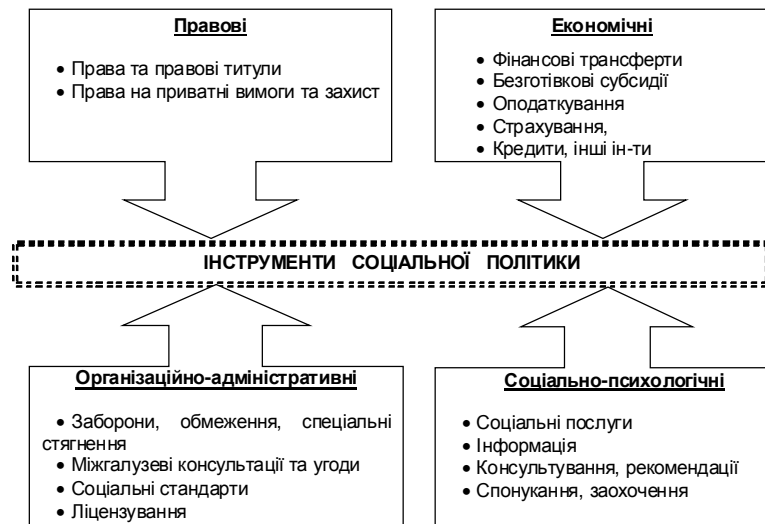 Правові
• Права та правові титули
• Права на приватні вимоги та захист
Економічні
• Фінансові трансферти
• Безготівкові субсидії
• Оподаткування
• Страхування,
• Кредити, інші ін-ти
ІНСТРУМЕНТИ СОЦІАЛЬНОЇ ПОЛІТИКИ
Організаційно-адміністративні
• Заборони, обмеження, спеціальні
стягнення
• Міжгалузеві консультації та угоди
• Соціальні стандарти
• Ліцензування
Соціально-психологічні
• Соціальні послуги
• Інформація
• Консультування, рекомендації
• Спонукання, заохочення